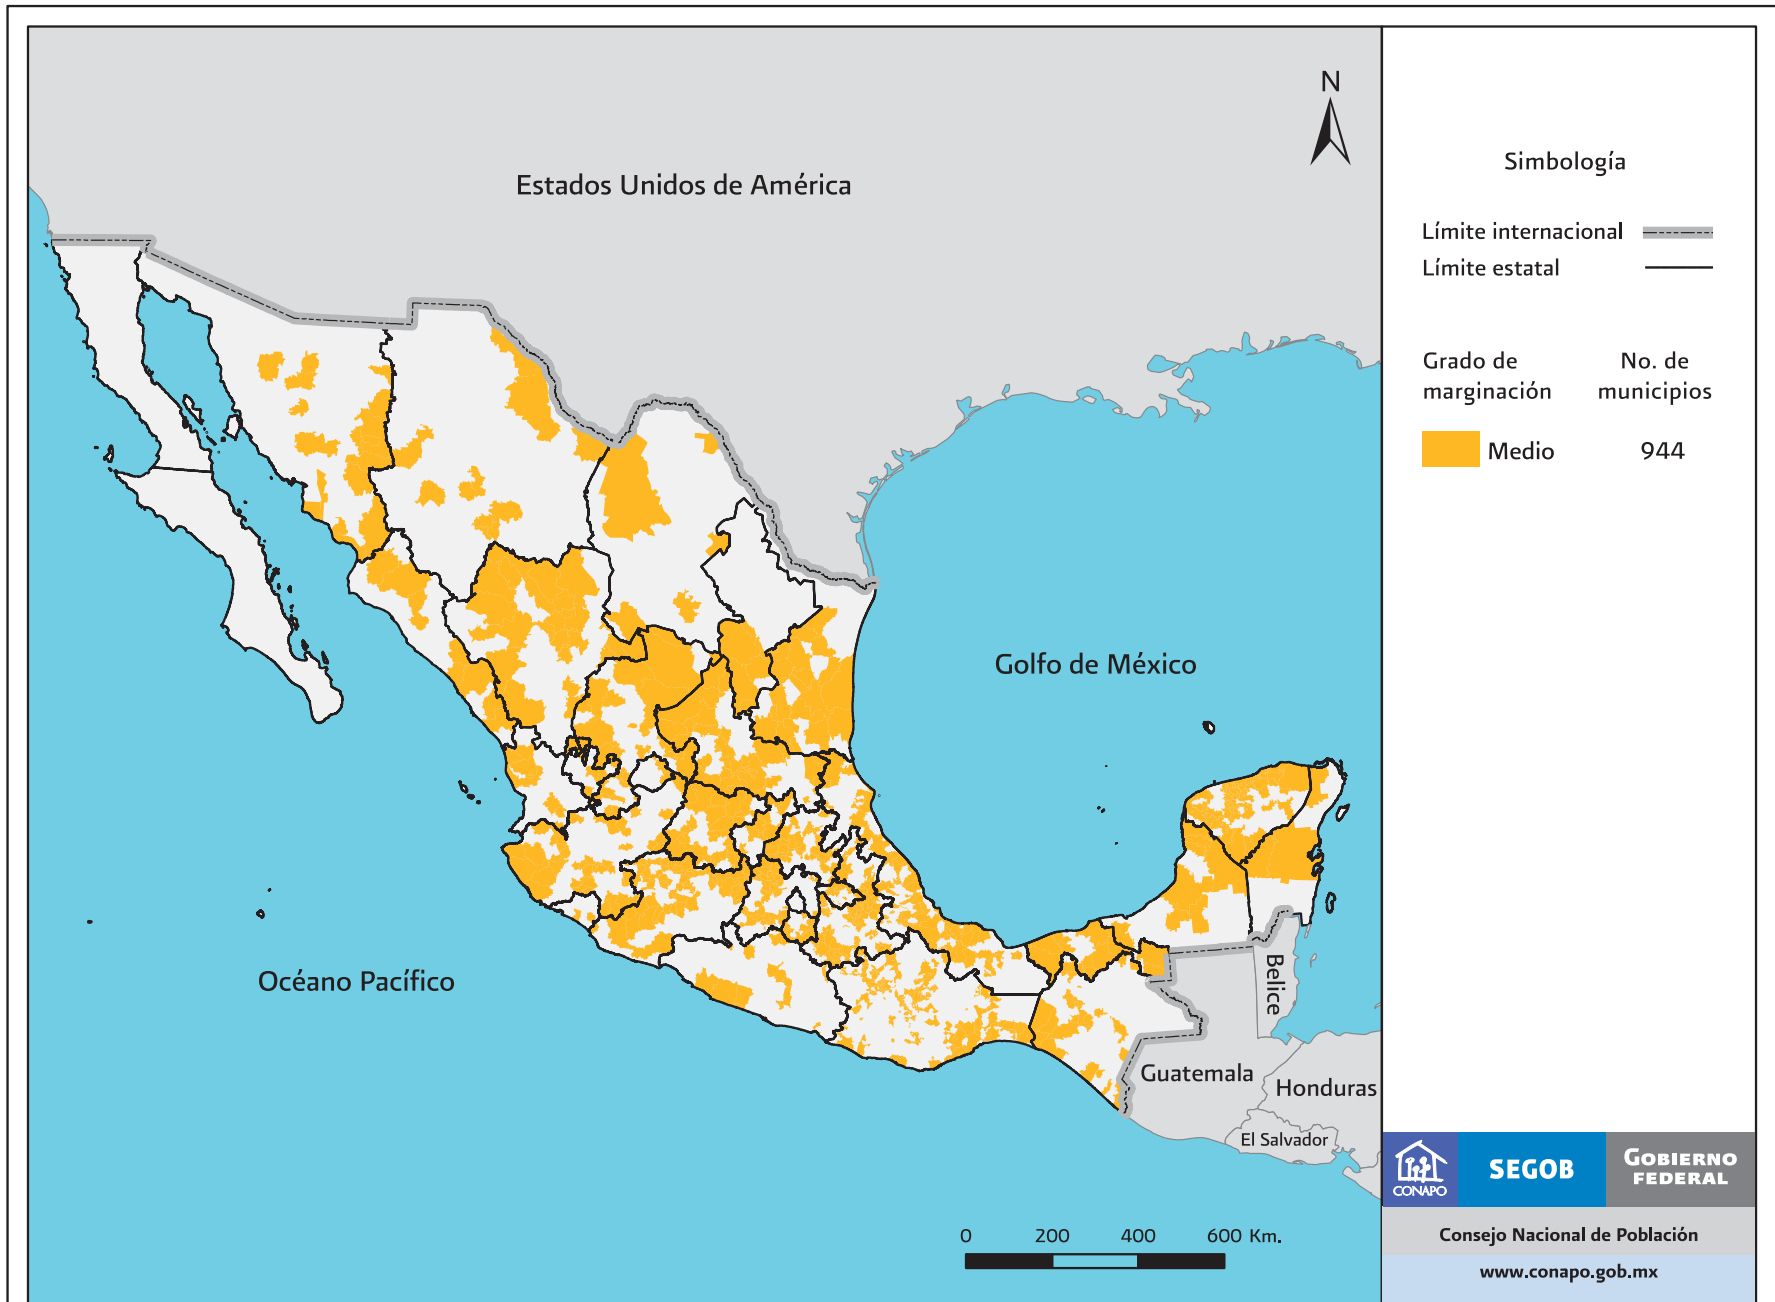 N
Estados Unidos de América
Golfo de México
Océano Pacífico
Belice
Guatemala
Honduras
El Salvador
0 200 400 600 Km.
Simbología
Límite internacional
Límite estatal
Grado de marginación
No. de municipios
Medio 944
CONAPO
SEGOB
GOBIERNO
FEDERAL
Consejo Nacional de Población
www.conapo.gob.mx